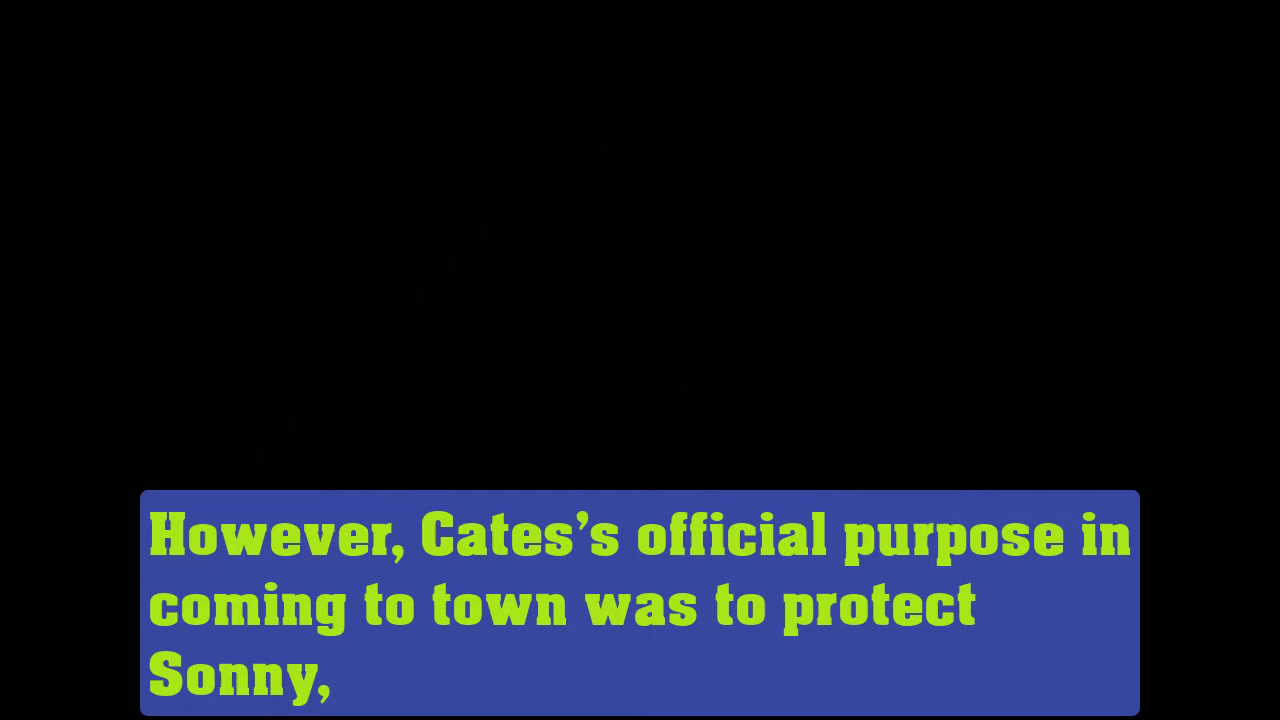 However, Cates’s official purpose in
coming to town was to protect
Sonny,